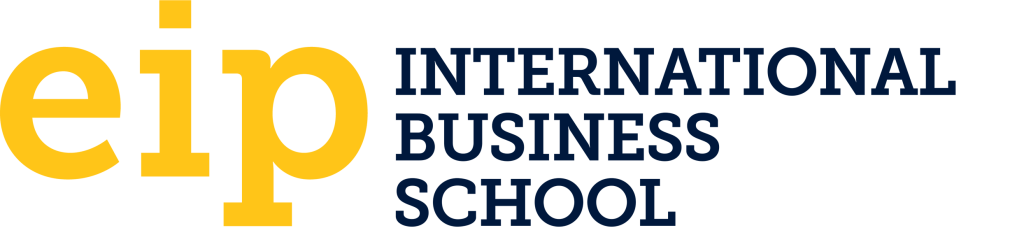 eip
INTERNATIONAL
BUSINESS
SCHOOL